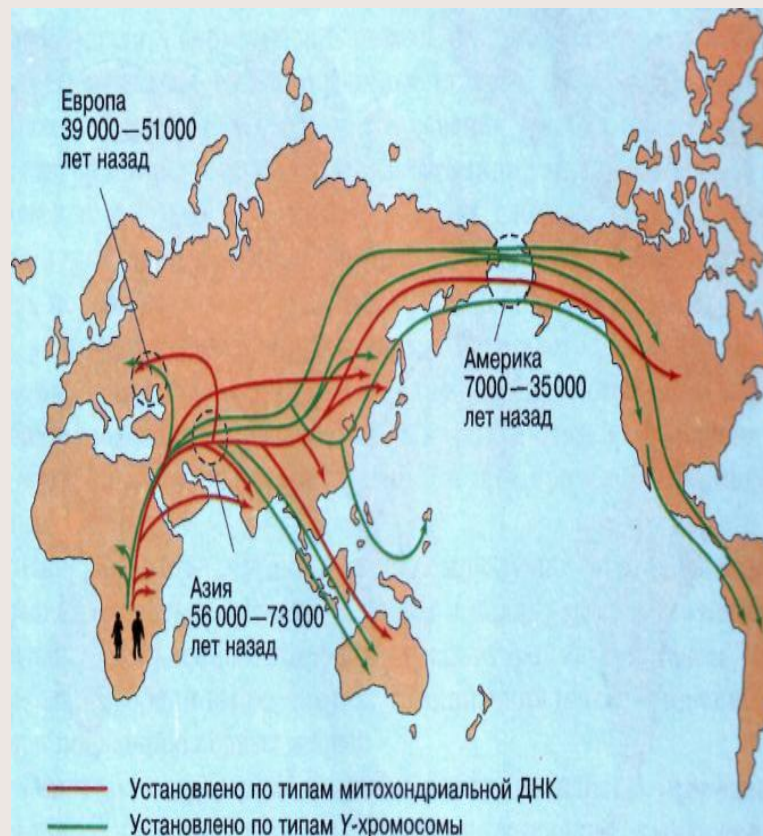 Европа
39 000—51 000
лет назад
Америка
7000—35 000
лет назад
Азия
56 000—73 000
лет назад
Установлено по типам митохондриальной ДНК
Установлено по типам Y-хромосомы